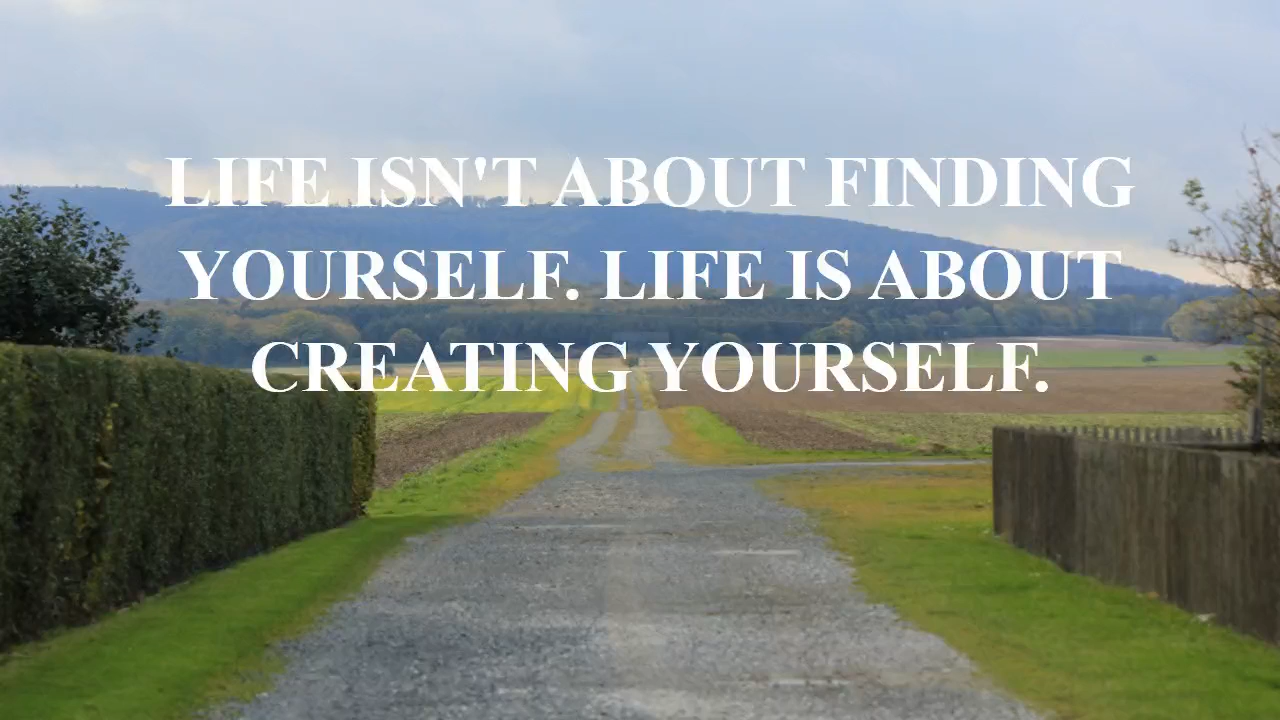 LIFE ISN'T ABOUT FINDING
YOURSELF. LIFE IS ABOUT
CREATING YOURSELF.